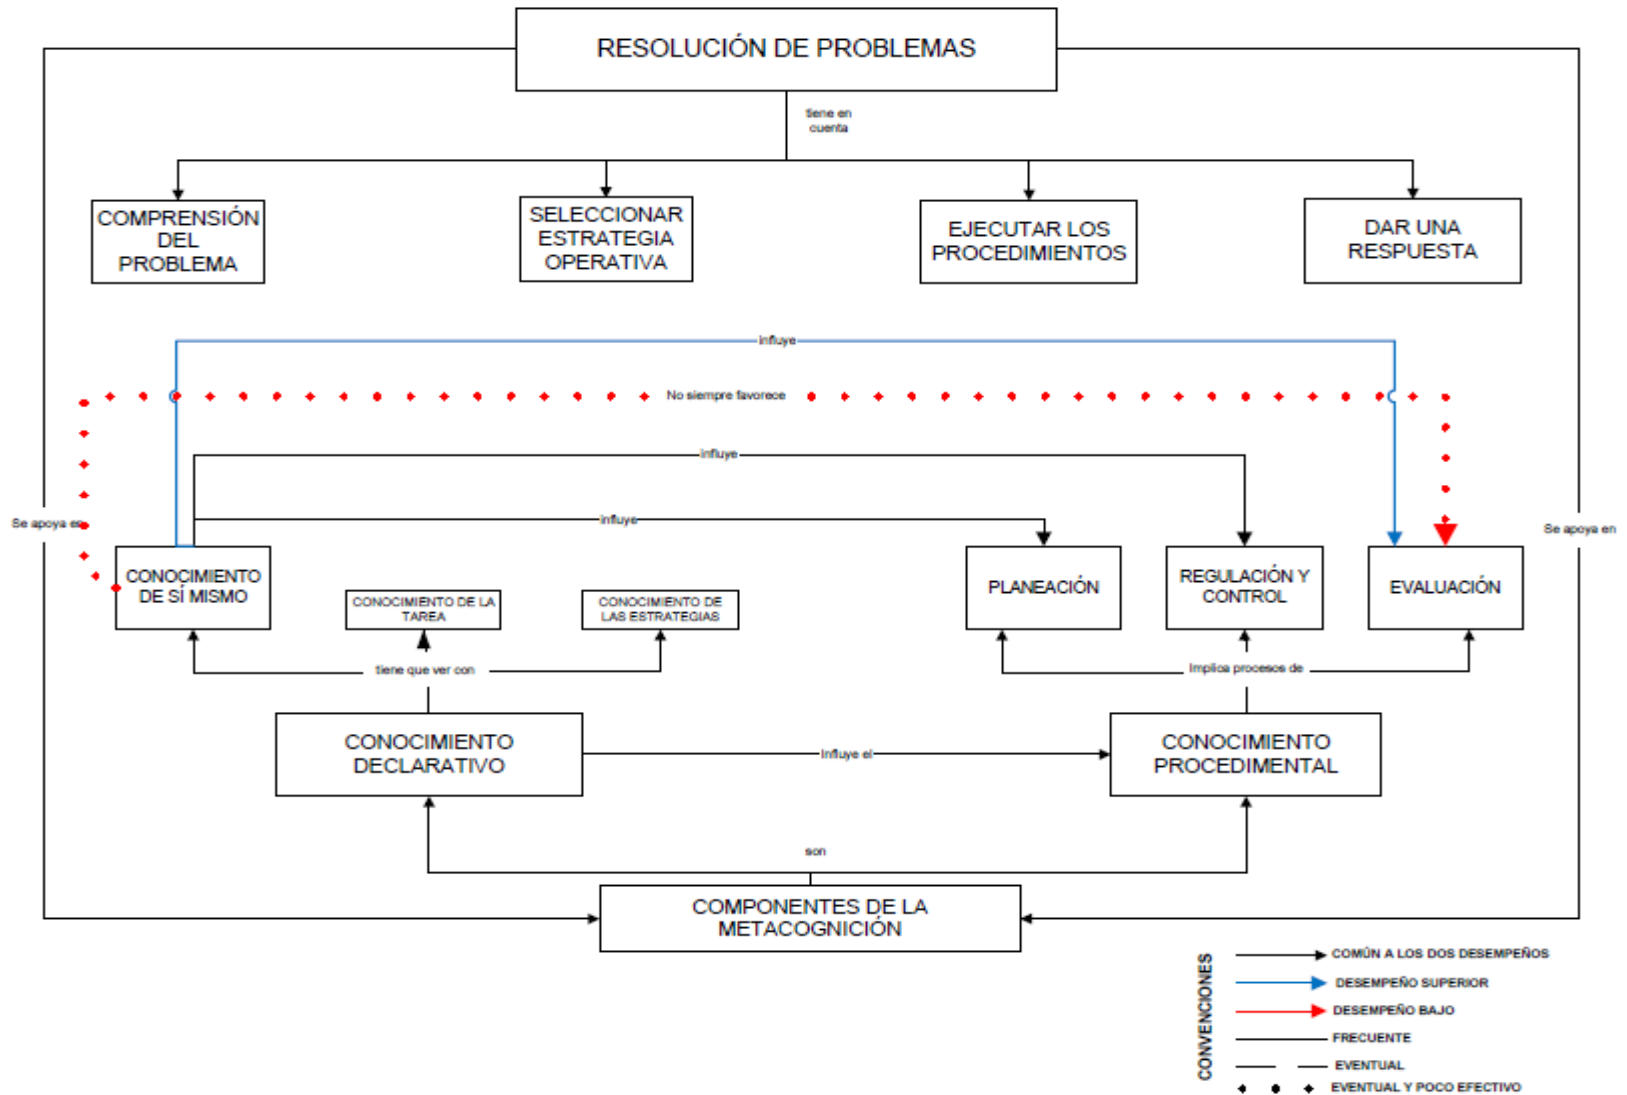 RESOLUCIÓN DE PROBLEMAS
tiene en
cuenta
COMPRENSIÓN
DEL
PROBLEMA
SELECCIONAR
ESTRATEGIA
OPERATIVA
EJECUTAR LOS
PROCEDIMIENTOS
DAR UNA
RESPUESTA
influye
No siempre favorece
influye
influye
Se apoya en
Se apoya en
CONOCIMIENTO
DE SÍ MISMO
CONOCIMIENTO DE LA
TAREA
CONOCIMIENTO DE
LAS ESTRATEGIAS
PLANEACIÓN
REGULACIÓN Y
CONTROL
EVALUACIÓN
tiene que ver con
Implica procesos de
CONOCIMIENTO
DECLARATIVO
Influye el
CONOCIMIENTO
PROCEDIMENTAL
son
COMPONENTES DE LA
METACOGNICIÓN
CONVENCIONES
COMÚN A LOS DOS DESEMPEÑOS
DESEMPEÑO SUPERIOR
DESEMPEÑO BAJO
FRECUENTE
EVENTUAL
EVENTUAL Y POCO EFECTIVO